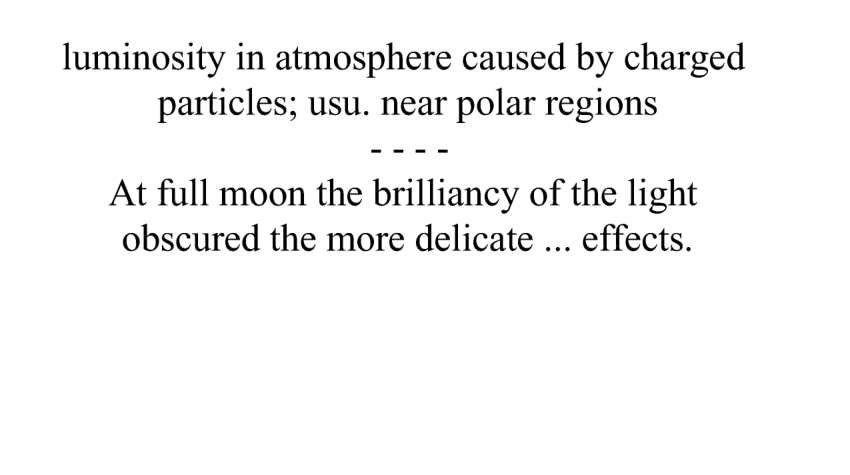 luminosity in atmosphere caused by charged
particles; usu. near polar regions
- - - -
At full moon the brilliancy of the light
obscured the more delicate ... effects.